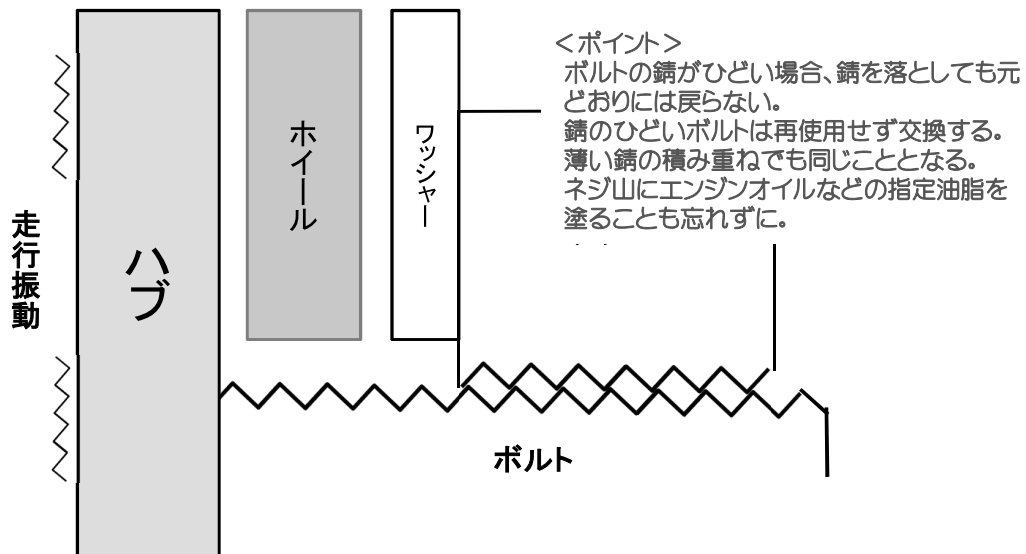 走行振動
ハブ
ホイール
ワッシャー
<ポイント>
ボルトの錆がひどい場合、錆を落としても元
どおりには戻らない。
錆のひどいボルトは再使用せず交換する。
薄い錆の積み重ねでも同じこととなる。
ネジ山にエンジンオイルなどの指定油脂を
塗ることも忘れずに。
ボルト